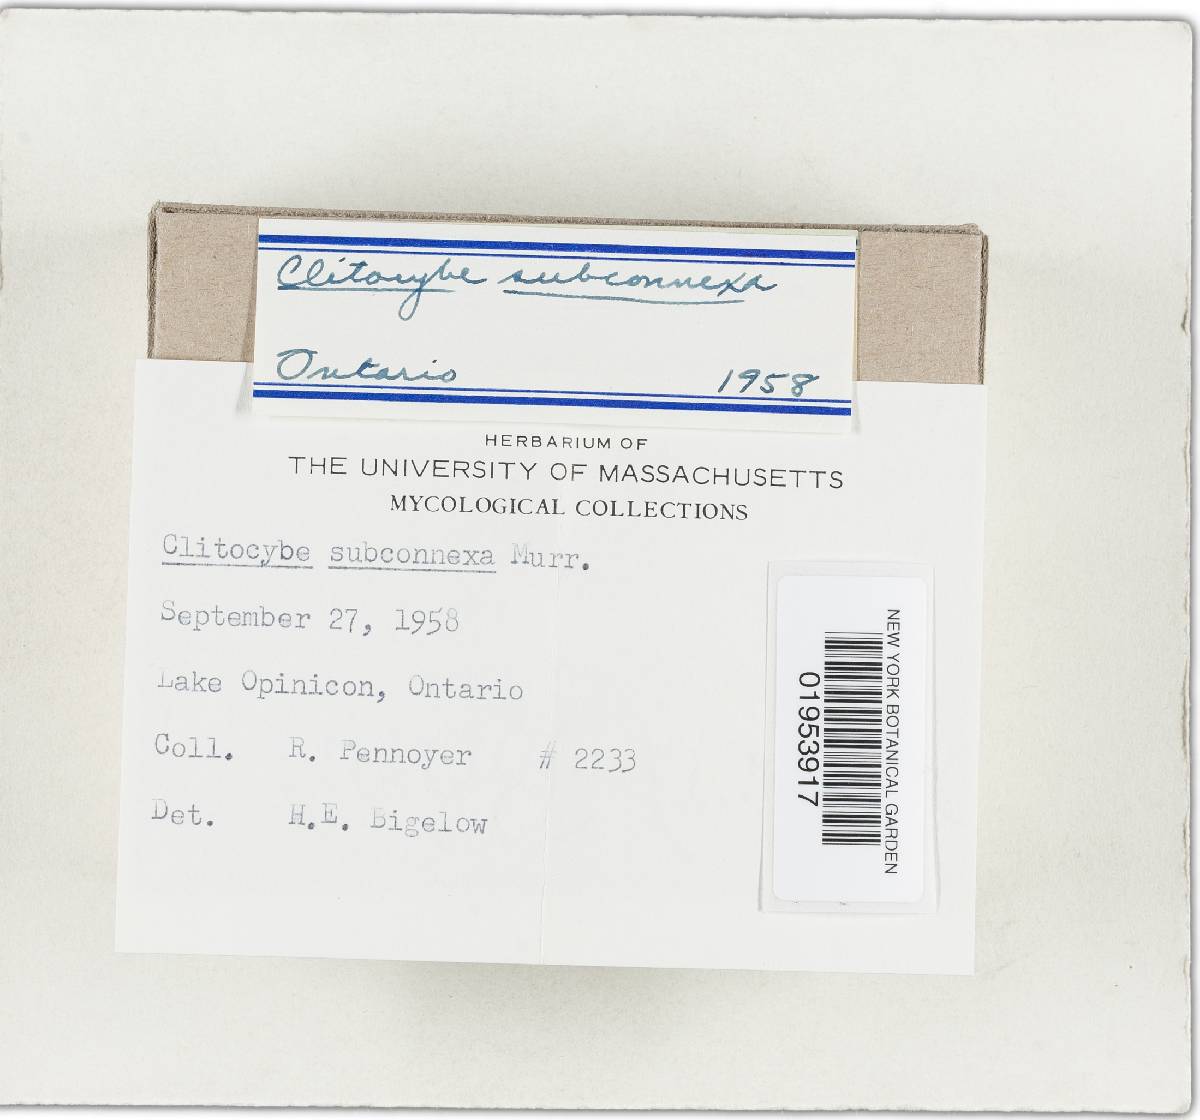 Clitocybe subconnexa
Ontario 1958
HERBARIUM OF
THE UNIVERSITY OF MASSACHUSETTS
MYCOLOGICAL COLLECTIONS
Clitocybe subconnexa Murr.
September 27, 1958
Lake Opinicon, Ontario
Coll. R. Pennoyer # 2233
Det. H.E. Bigelow
NEW YORK BOTANICAL GARDEN
01953917